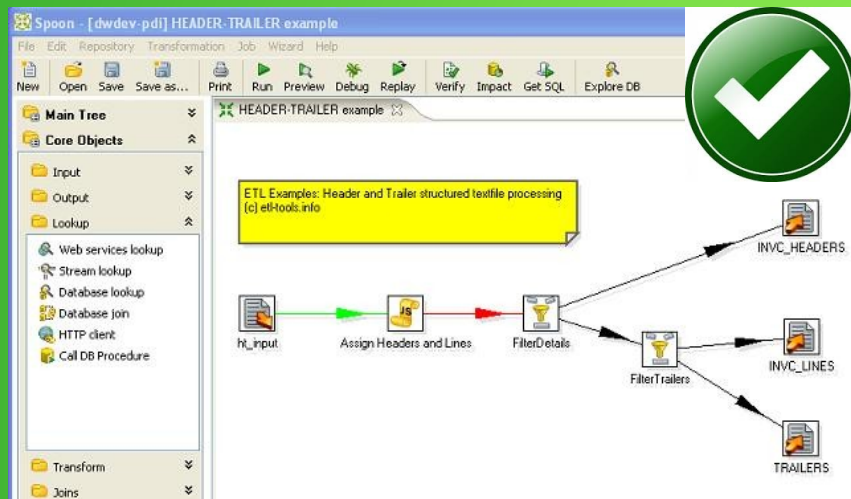 Spoon - [dwdev-pdi] HEADER-TRAILER example
File Edit Repository Transformation Job Wizard Help
New Open Save Save as... Print Run Preview Debug Replay Verify Impact Get SQL Explore DB
Main Tree
HEADER-TRAILER example
Core Objects
Input
Output
Lookup
Web services lookup
Stream lookup
Database lookup
Database join
HTTP client
Call DB Procedure
Transform
Joins
ETL Examples: Header and Trailer structured textfile processing
(c) etl-tools.info
ht_input
JS
Assign Headers and Lines
FilterDetails
FilterTrailers
INVC_HEADERS
INVC_LINES
TRAILERS